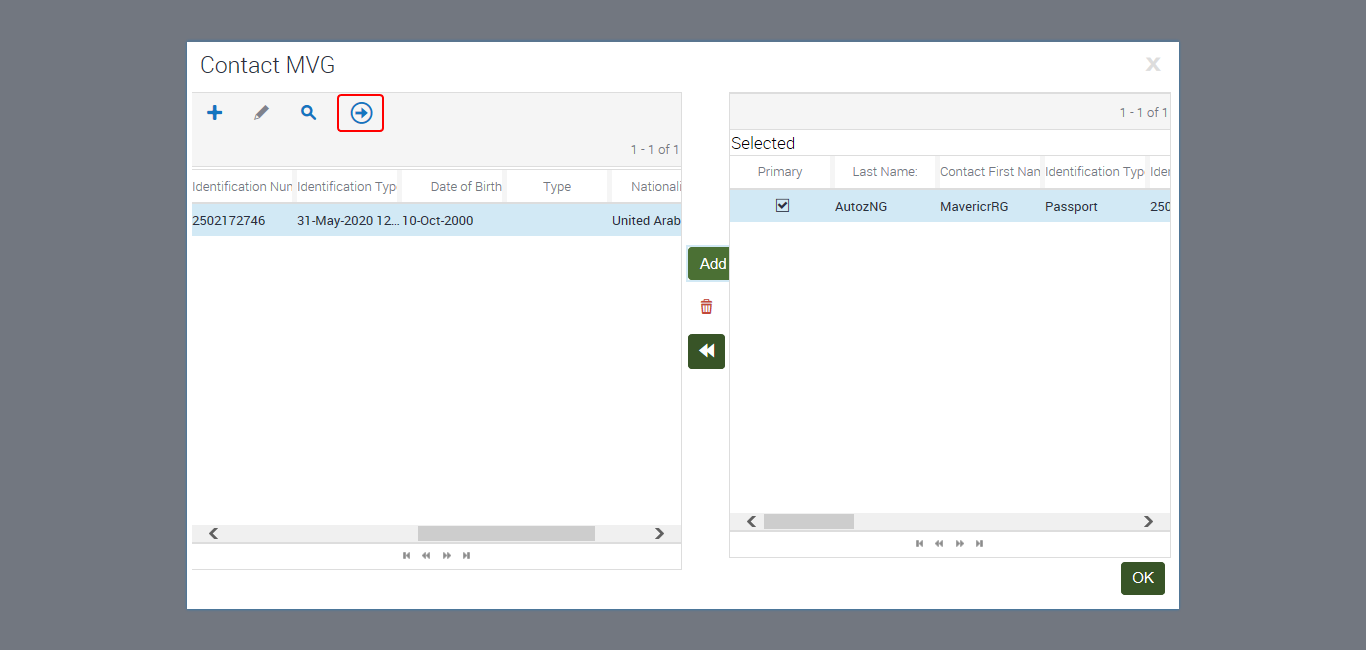 Contact MVG
X
1 - 1 of 1
Identification Num Identification Typ Date of Birth Type Nationali
2502172746 31-May-2020 12... 10-Oct-2000 United Arab
Add
1 - 1 of 1
Selected
Primary Last Name: Contact First Nan Identification Typ Iden
AutozNG MavericrRG Passport 250
OK